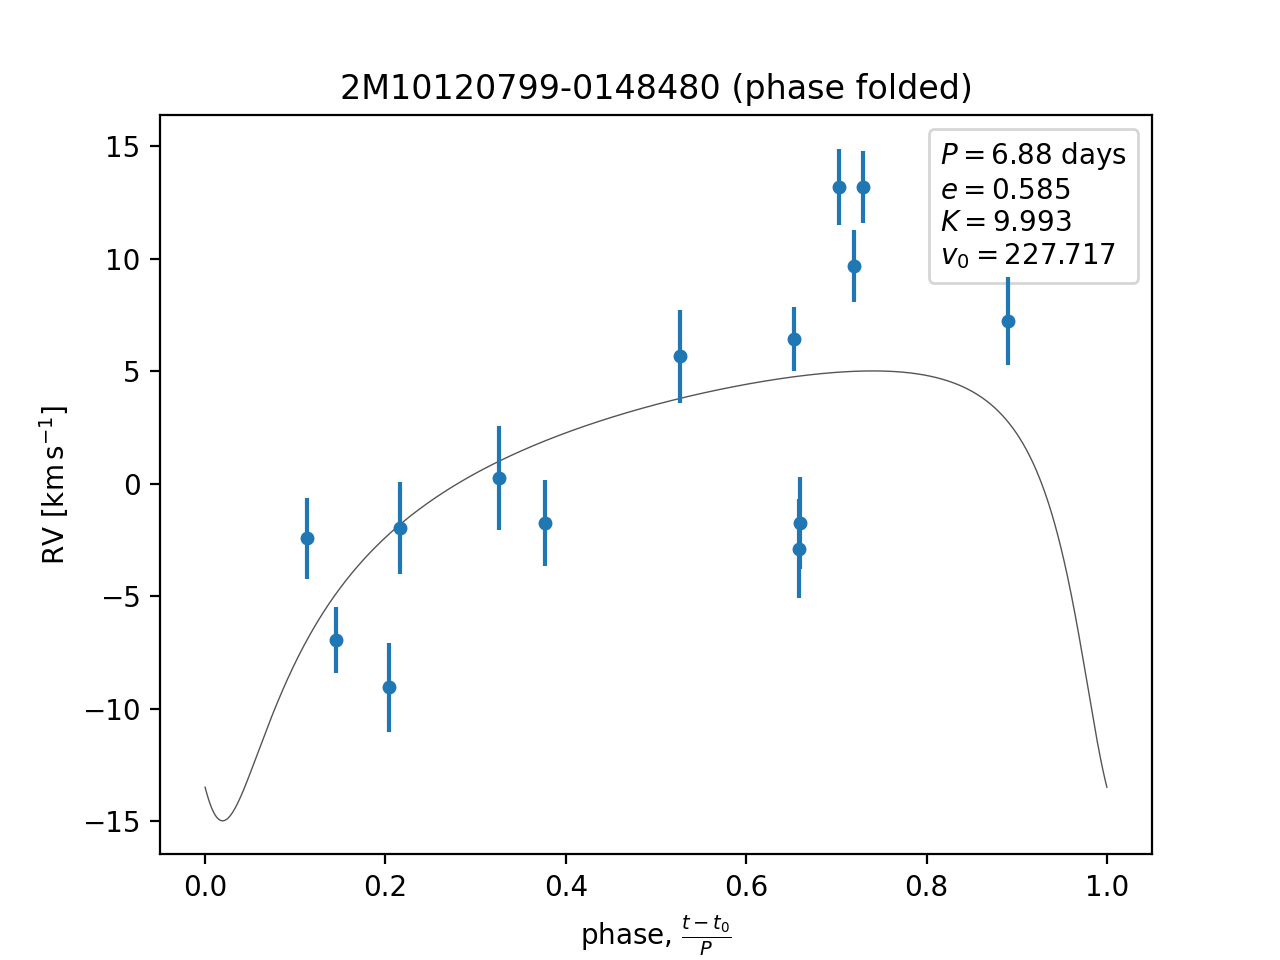 2M10120799-0148480 (phase folded)
P = 6.88 days
e = 0.585
K = 9.993
v₀ = 227.717
15
10
5
0
−5
−10
−15
RV [km s⁻¹]
0.0 0.2 0.4 0.6 0.8 1.0
phase, (t − t₀)/P